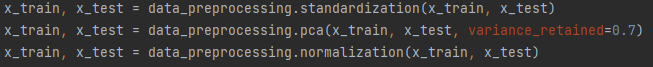 x_train, x_test = data_preprocessing.standardization(x_train, x_test)
x_train, x_test = data_preprocessing.pca(x_train, x_test, variance_retained=0.7)
x_train, x_test = data_preprocessing.normalization(x_train, x_test)